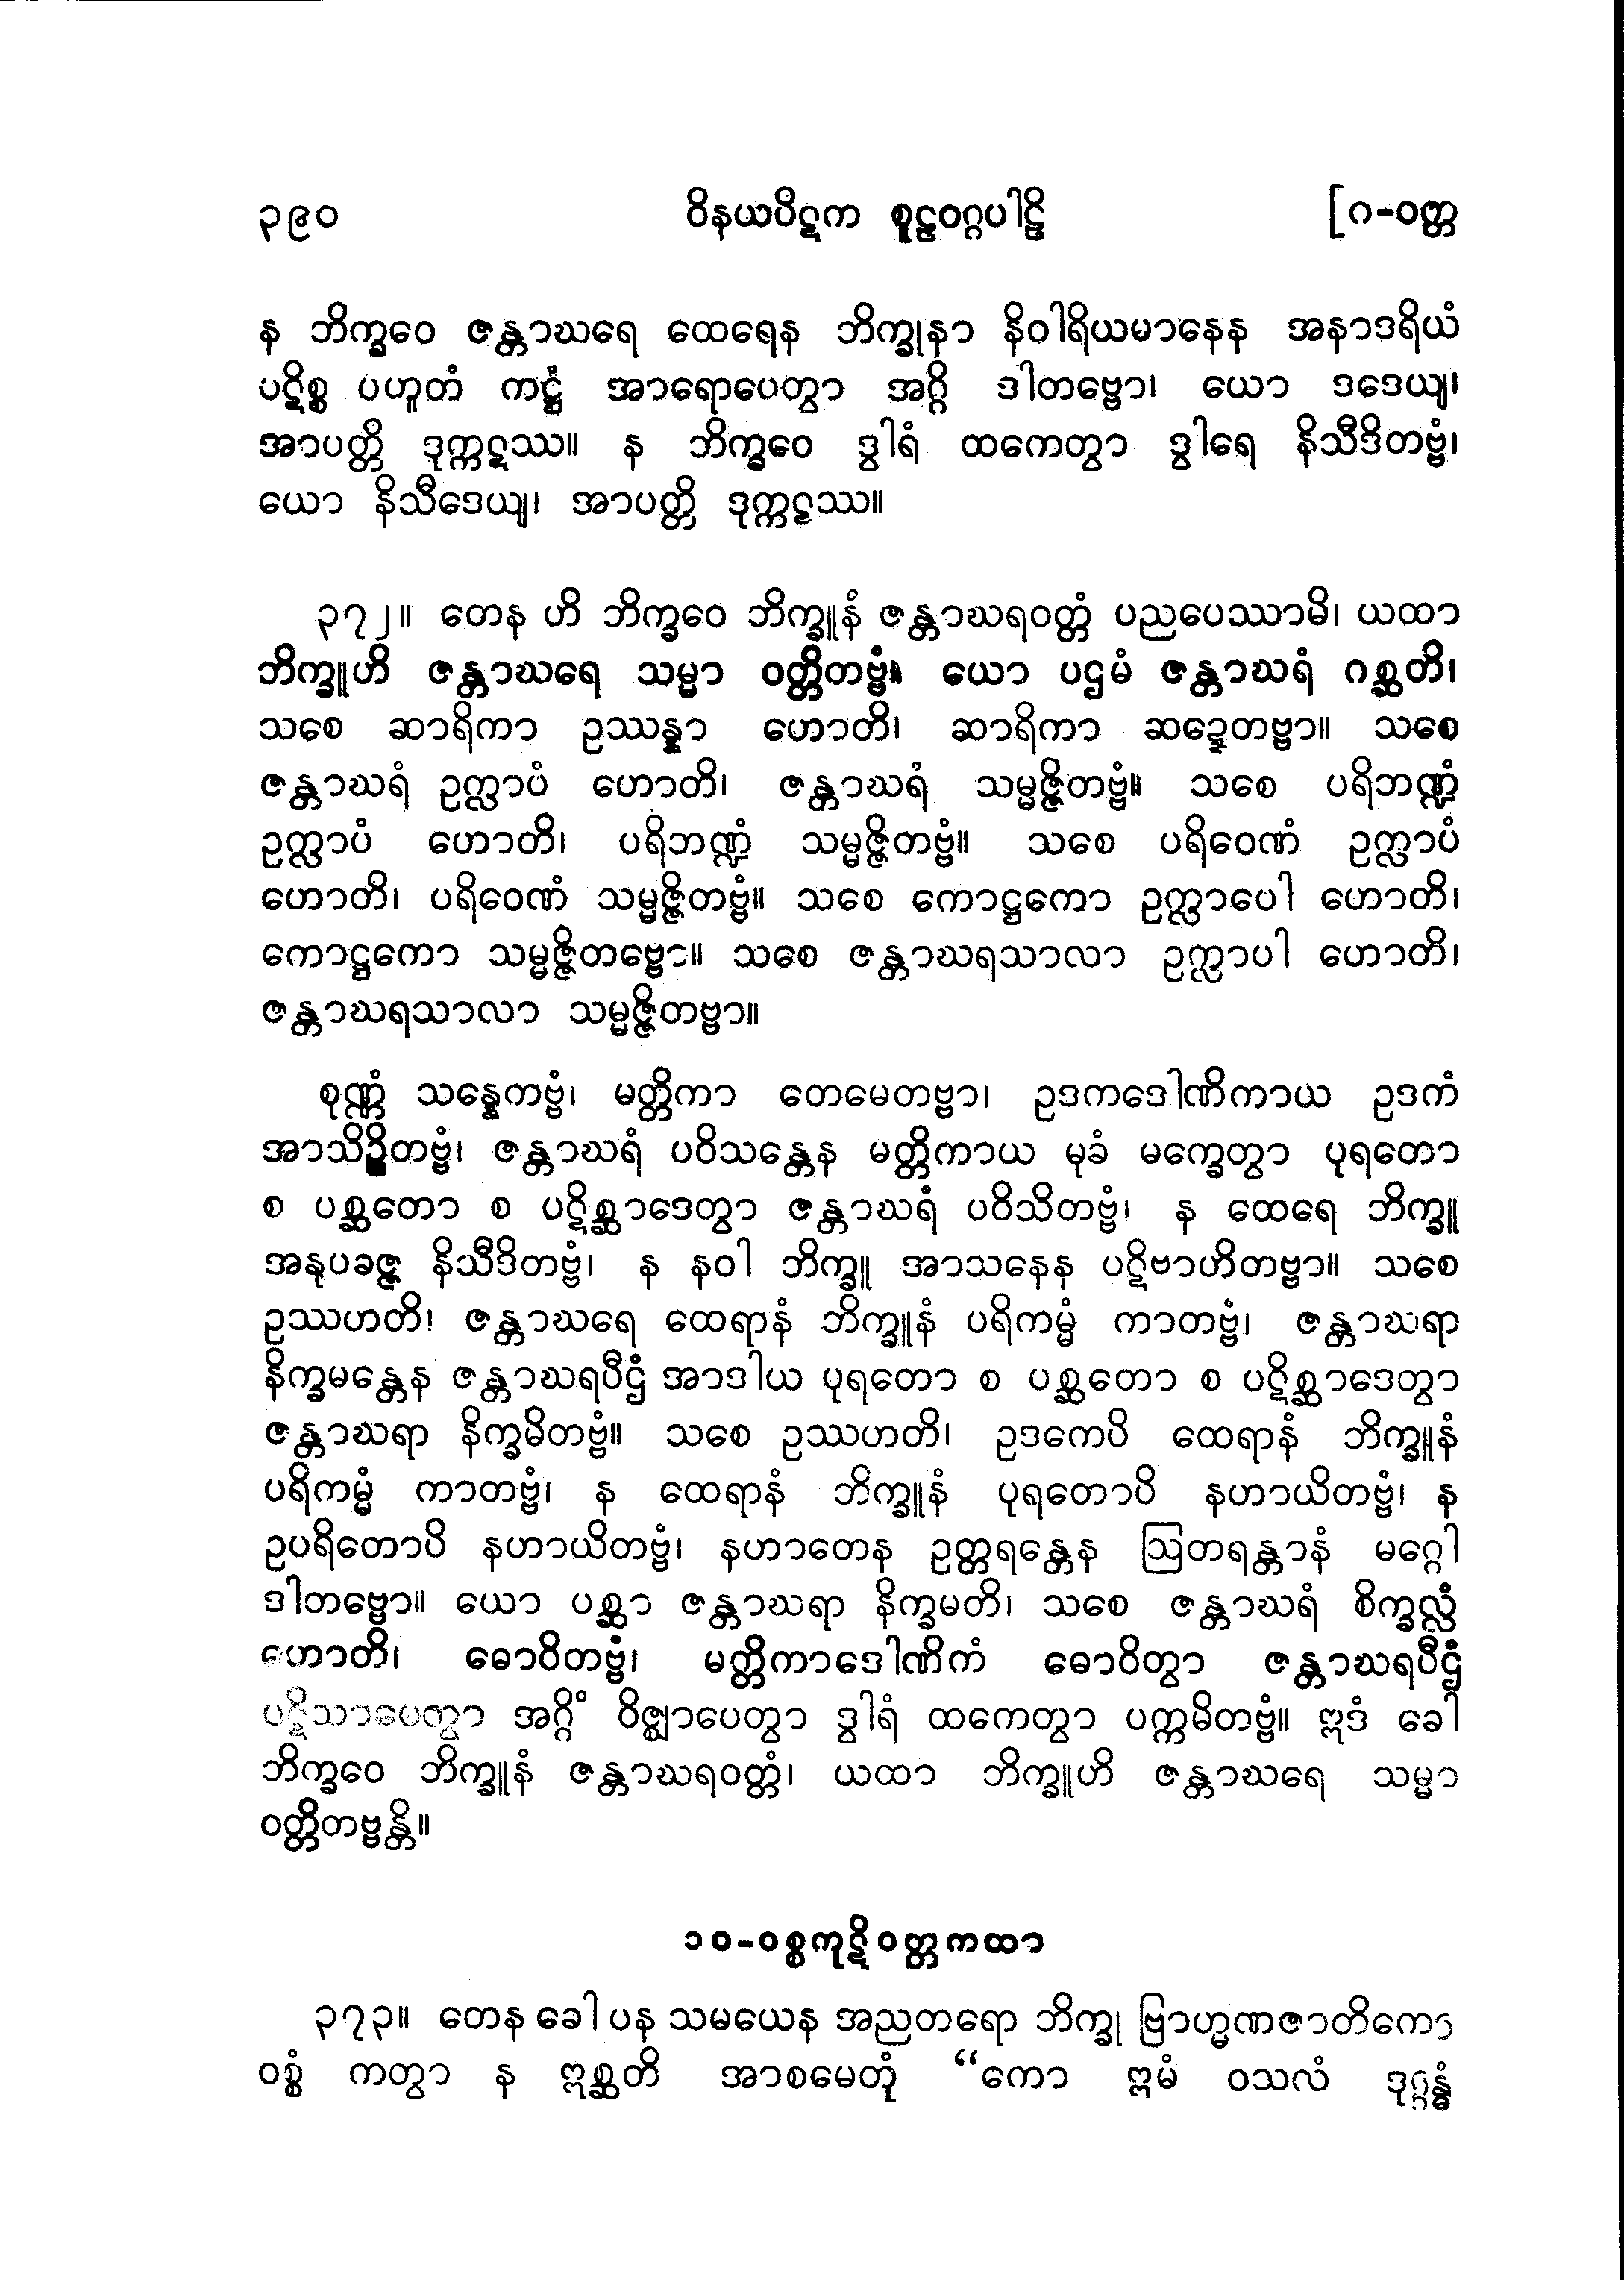 ၃၉၀ ဝိနယပိဋက စူဠဝဂ္ဂပါဠိ [ဂ-ဝတ္တ
န ဘိက္ခဝေ ဇန္တာဃရေ ထေရေန ဘိက္ခုနာ နိဝါရိယမာနေန အနာဒရိယံ
ပဋိစ္စ ပဟူတံ ကဋ္ဌံ အာရောပေတွာ အဂ္ဂိ ဒါတဗ္ဗော၊ ယော ဒဒေယျ၊
အာပတ္တိ ဒုက္ကဋဿ။ န ဘိက္ခဝေ ဒွါရံ ထကေတွာ ဒွါရေ နိသီဒိတဗ္ဗံ၊
ယော နိသီဒေယျ၊ အာပတ္တိ ဒုက္ကဋဿ။
၃၇၂။ တေန ဟိ ဘိက္ခဝေ ဘိက္ခူနံ ဇန္တာဃရဝတ္တံ ပညပေဿာမိ၊ ယထာ
ဘိက္ခူဟိ ဇန္တာဃရေ သမ္မာ ဝတ္တိတဗ္ဗံ။ ယော ပဌမံ ဇန္တာဃရံ ဂစ္ဆတိ၊
သစေ ဆာရိကာ ဥဿန္နာ ဟောတိ၊ ဆာရိကာ ဆဍ္ဍေတဗ္ဗာ။ သစေ
ဇန္တာဃရံ ဥက္လာပံ ဟောတိ၊ ဇန္တာဃရံ သမ္မဇ္ဇိတဗ္ဗံ။ သစေ ပရိဘဏ္ဍံ
ဥက္လာပံ ဟောတိ၊ ပရိဘဏ္ဍံ သမ္မဇ္ဇိတဗ္ဗံ။ သစေ ပရိဝေဏံ ဥက္လာပံ
ဟောတိ၊ ပရိဝေဏံ သမ္မဇ္ဇိတဗ္ဗံ။ သစေ ကောဋ္ဌကော ဥက္လာပေါ ဟောတိ၊
ကောဋ္ဌကော သမ္မဇ္ဇိတဗ္ဗော။ သစေ ဇန္တာဃရသာလာ ဥက္လာပါ ဟောတိ၊
ဇန္တာဃရသာလာ သမ္မဇ္ဇိတဗ္ဗာ။
စုဏ္ဏံ သန္နေကဗ္ဗံ၊ မတ္တိကာ တေမေတဗ္ဗာ၊ ဥဒကဒေါဏိကာယ ဥဒကံ
အာသိဉ္စိတဗ္ဗံ၊ ဇန္တာဃရံ ပဝိသန္တေန မတ္တိကာယ မုခံ မက္ခေတွာ ပုရတော
စ ပစ္ဆတော စ ပဋိစ္ဆာဒေတွာ ဇန္တာဃရံ ပဝိသိတဗ္ဗံ၊ န ထေရေ ဘိက္ခူ
အနုပခဇ္ဇ နိသီဒိတဗ္ဗံ၊ န နဝါ ဘိက္ခူ အာသနေန ပဋိဗာဟိတဗ္ဗာ။ သစေ
ဥဿဟတိ၊ ဇန္တာဃရေ ထေရာနံ ဘိက္ခူနံ ပရိကမ္မံ ကာတဗ္ဗံ၊ ဇန္တာဃရာ
နိက္ခမန္တေန ဇန္တာဃရပီဌံ အာဒါယ ပုရတော စ ပစ္ဆတော စ ပဋိစ္ဆာဒေတွာ
ဇန္တာဃရာ နိက္ခမိတဗ္ဗံ။ သစေ ဥဿဟတိ၊ ဥဒကေပိ ထေရာနံ ဘိက္ခူနံ
ပရိကမ္မံ ကာတဗ္ဗံ၊ န ထေရာနံ ဘိက္ခူနံ ပုရတောပိ နဟာယိတဗ္ဗံ၊ န
ဥပရိတောပိ နဟာယိတဗ္ဗံ၊ နဟာတေန ဥတ္တရန္တေန ဩတရန္တာနံ မဂ္ဂေါ
ဒါတဗ္ဗော။ ယော ပစ္ဆာ ဇန္တာဃရာ နိက္ခမတိ၊ သစေ ဇန္တာဃရံ စိက္ခလ္လံ
ဟောတိ၊ ဓောဝိတဗ္ဗံ၊ မတ္တိကာဒေါဏိကံ ဓောဝိတွာ ဇန္တာဃရပီဌံ
ပဋိသာမေတွာ အဂ္ဂိံ ဝိဇ္ဈာပေတွာ ဒွါရံ ထကေတွာ ပက္ကမိတဗ္ဗံ။ ဣဒံ ခေါ
ဘိက္ခဝေ ဘိက္ခူနံ ဇန္တာဃရဝတ္တံ၊ ယထာ ဘိက္ခူဟိ ဇန္တာဃရေ သမ္မာ
ဝတ္တိတဗ္ဗန္တိ။
၁၀-ဝစ္စကုဋိဝတ္တကထာ
၃၇၃။ တေန ခေါ ပန သမယေန အညတရော ဘိက္ခု ဗြာဟ္မဏဇာတိကော
ဝစ္စံ ကတွာ န ဣစ္ဆတိ အာစမေတုံ “ကော ဣမံ ဝသလံ ဒုဂ္ဂန္ဓံ